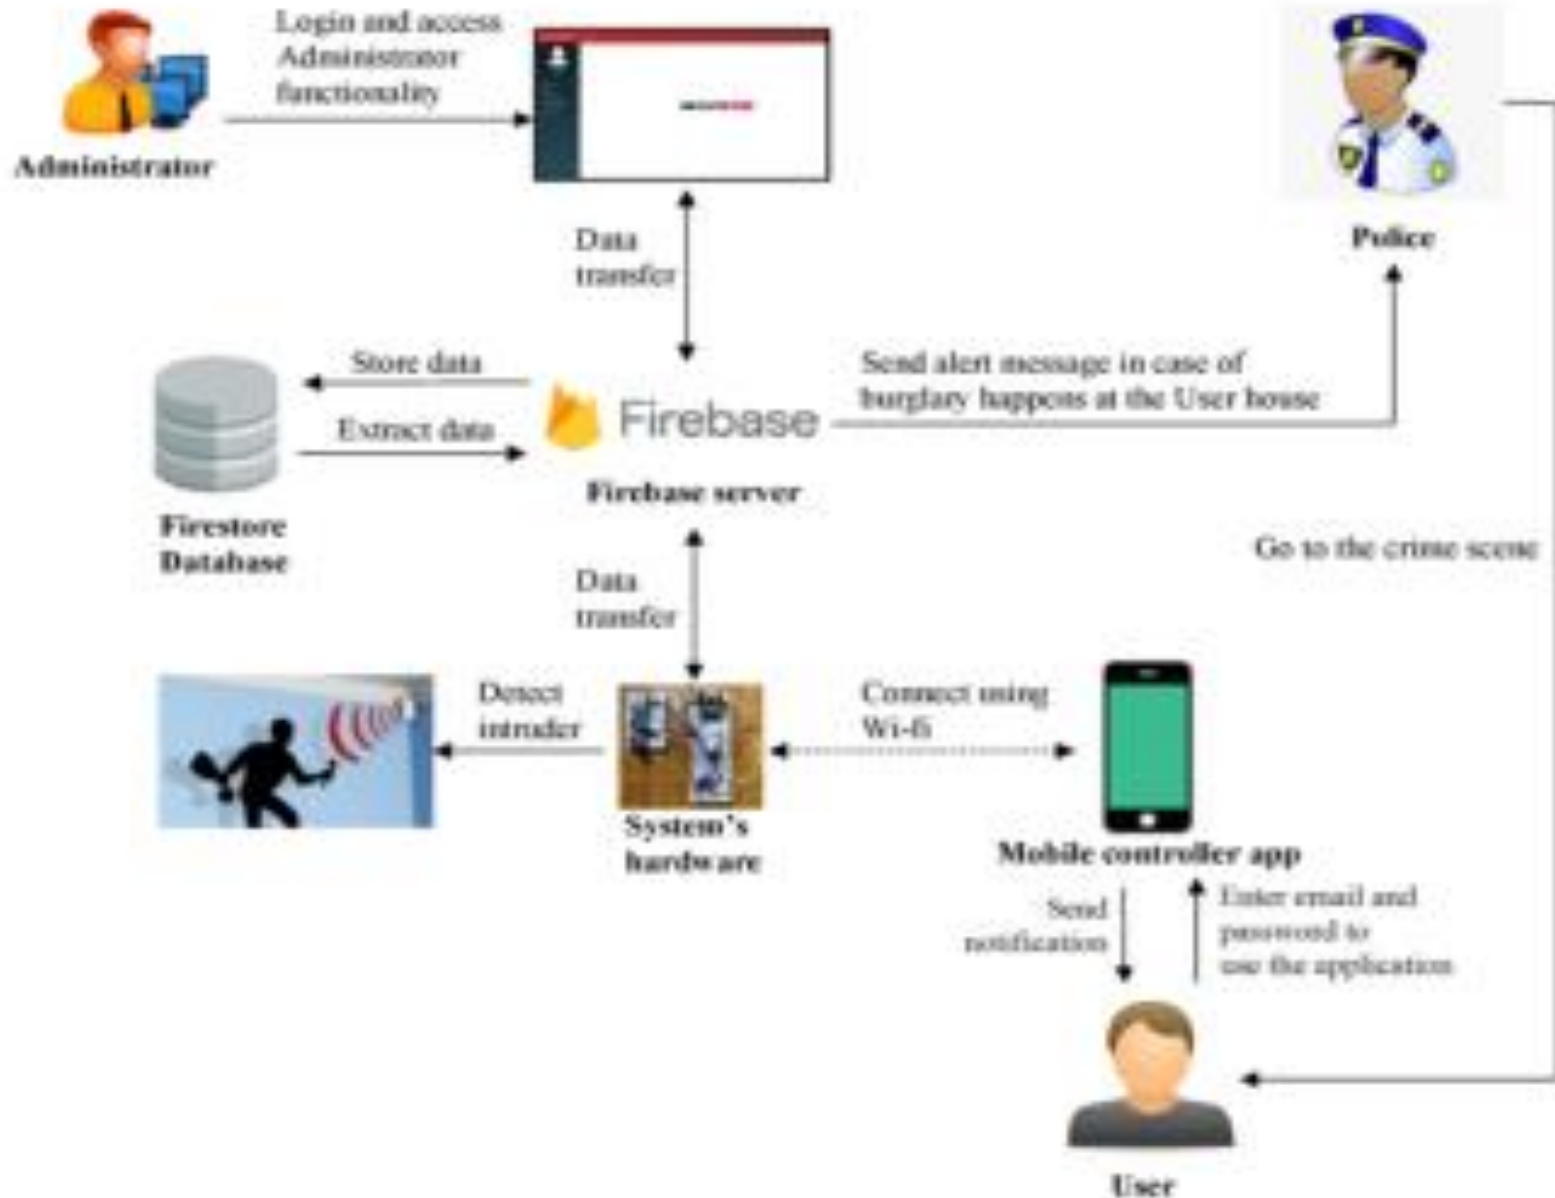 Login and access
Administrator
functionality
Administrator
Police
Data
transfer
Store data
Extract data
Firebase
Firebase server
Send alert message in case of
burglary happens at the User house
Firestore
Database
Go to the crime scene
Data
transfer
Detect
intruder
Connect using
Wi-fi
System's
hardware
Mobile controller app
Send
notification
Enter email and
password to
use the application
User